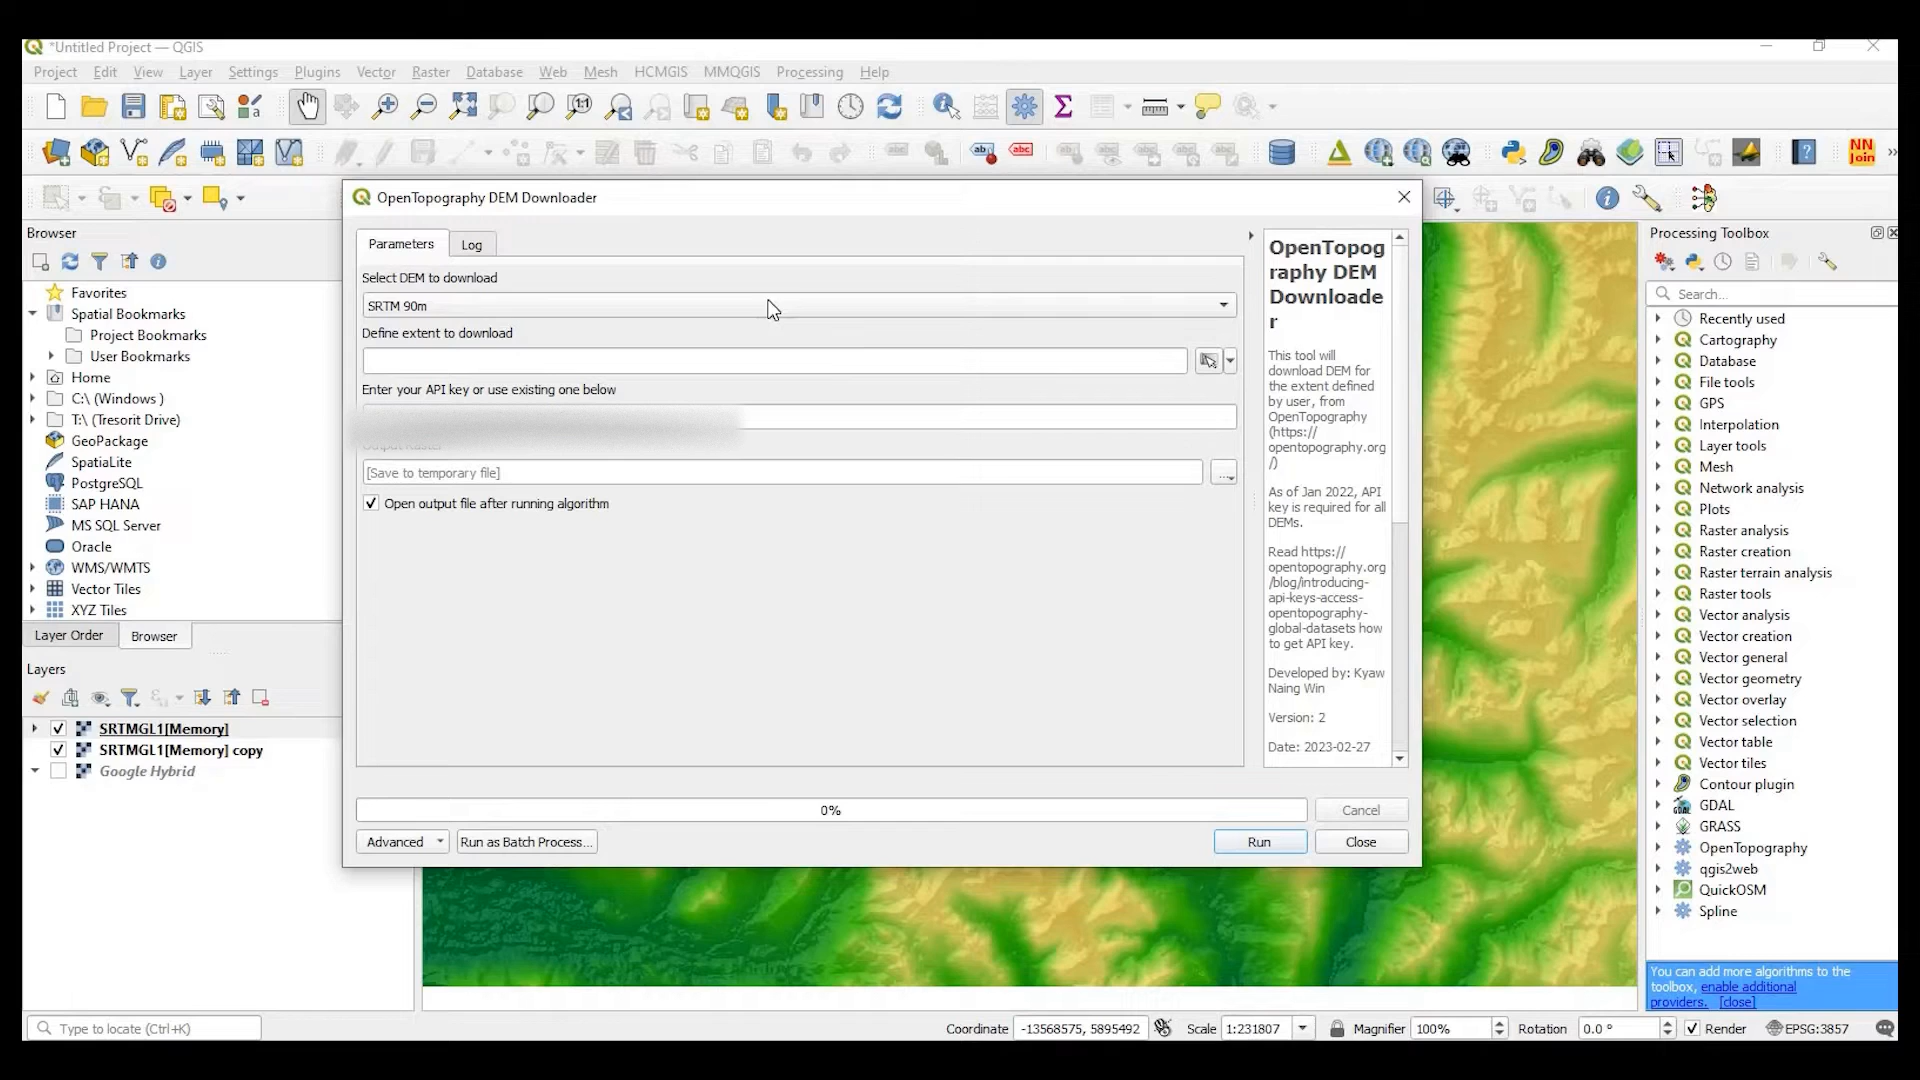 *Untitled Project — QGIS
Project Edit View Layer Settings Plugins Vector Raster Database Web Mesh HCMGIS MMQGIS Processing Help
1:1
abc abc
NN
Join
OpenTopography DEM Downloader
Browser
Favorites
Spatial Bookmarks
Project Bookmarks
User Bookmarks
Home
C:\ (Windows )
T:\ (Tresorit Drive)
GeoPackage
SpatiaLite
PostgreSQL
SAP HANA
MS SQL Server
Oracle
WMS/WMTS
Vector Tiles
XYZ Tiles
Layer Order Browser
Layers
SRTMGL1[Memory]
SRTMGL1[Memory] copy
Google Hybrid
Parameters Log
Select DEM to download
SRTM 90m
Define extent to download
Enter your API key or use existing one below
Output Raster
[Save to temporary file]
Open output file after running algorithm
OpenTopog
raphy DEM
Downloade
r
This tool will
download DEM for
the extent defined
by user, from
OpenTopography
(https://
opentopography.org
/)
As of Jan 2022, API
key is required for all
DEMs.
Read https://
opentopography.org
/blog/introducing-
api-keys-access-
opentopography-
global-datasets how
to get API key.
Developed by: Kyaw
Naing Win
Version: 2
Date: 2023-02-27
0%
Cancel
Advanced Run as Batch Process... Run Close
Processing Toolbox
Search...
Recently used
Cartography
Database
File tools
GPS
Interpolation
Layer tools
Mesh
Network analysis
Plots
Raster analysis
Raster creation
Raster terrain analysis
Raster tools
Vector analysis
Vector creation
Vector general
Vector geometry
Vector overlay
Vector selection
Vector table
Vector tiles
Contour plugin
GDAL
GRASS
OpenTopography
qgis2web
QuickOSM
Spline
You can add more algorithms to the
toolbox, enable additional
providers. [close]
Type to locate (Ctrl+K) Coordinate -13568575, 5895492 Scale 1:231807 Magnifier 100% Rotation 0.0 ° Render EPSG:3857